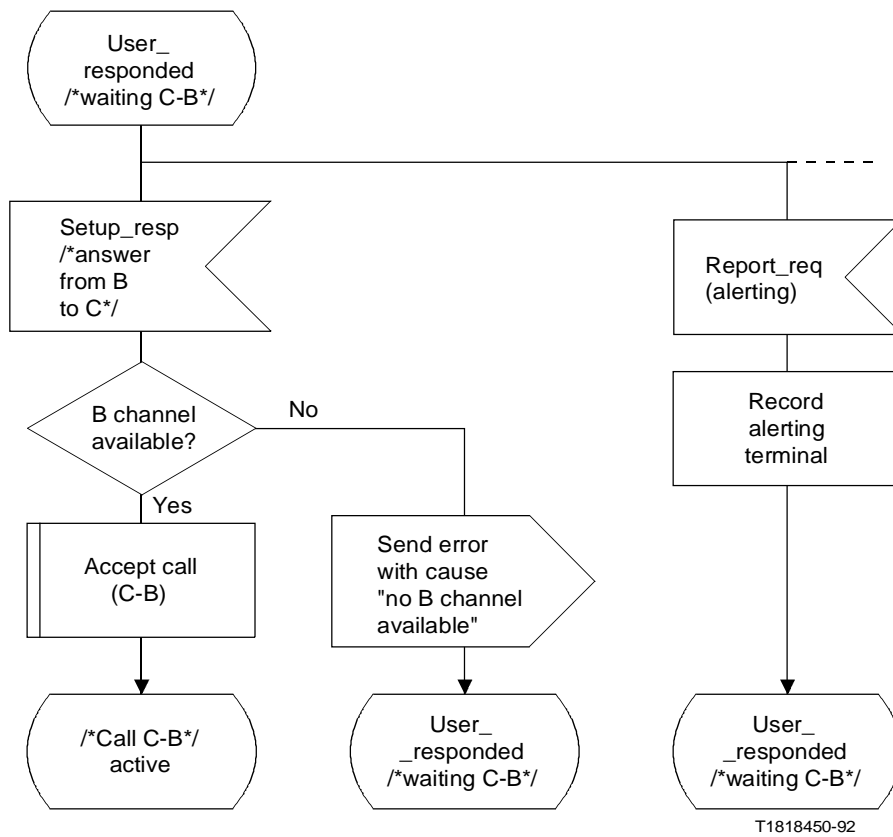 User_
responded
/*waiting C-B*/
Setup_resp
/*answer
from B
to C*/
Report_req
(alerting)
B channel
available?
No
Record
alerting
terminal
Yes
Accept call
(C-B)
Send error
with cause
"no B channel
available"
/*Call C-B*/
active
User_
_responded
/*waiting C-B*/
User_
_responded
/*waiting C-B*/
T1818450-92